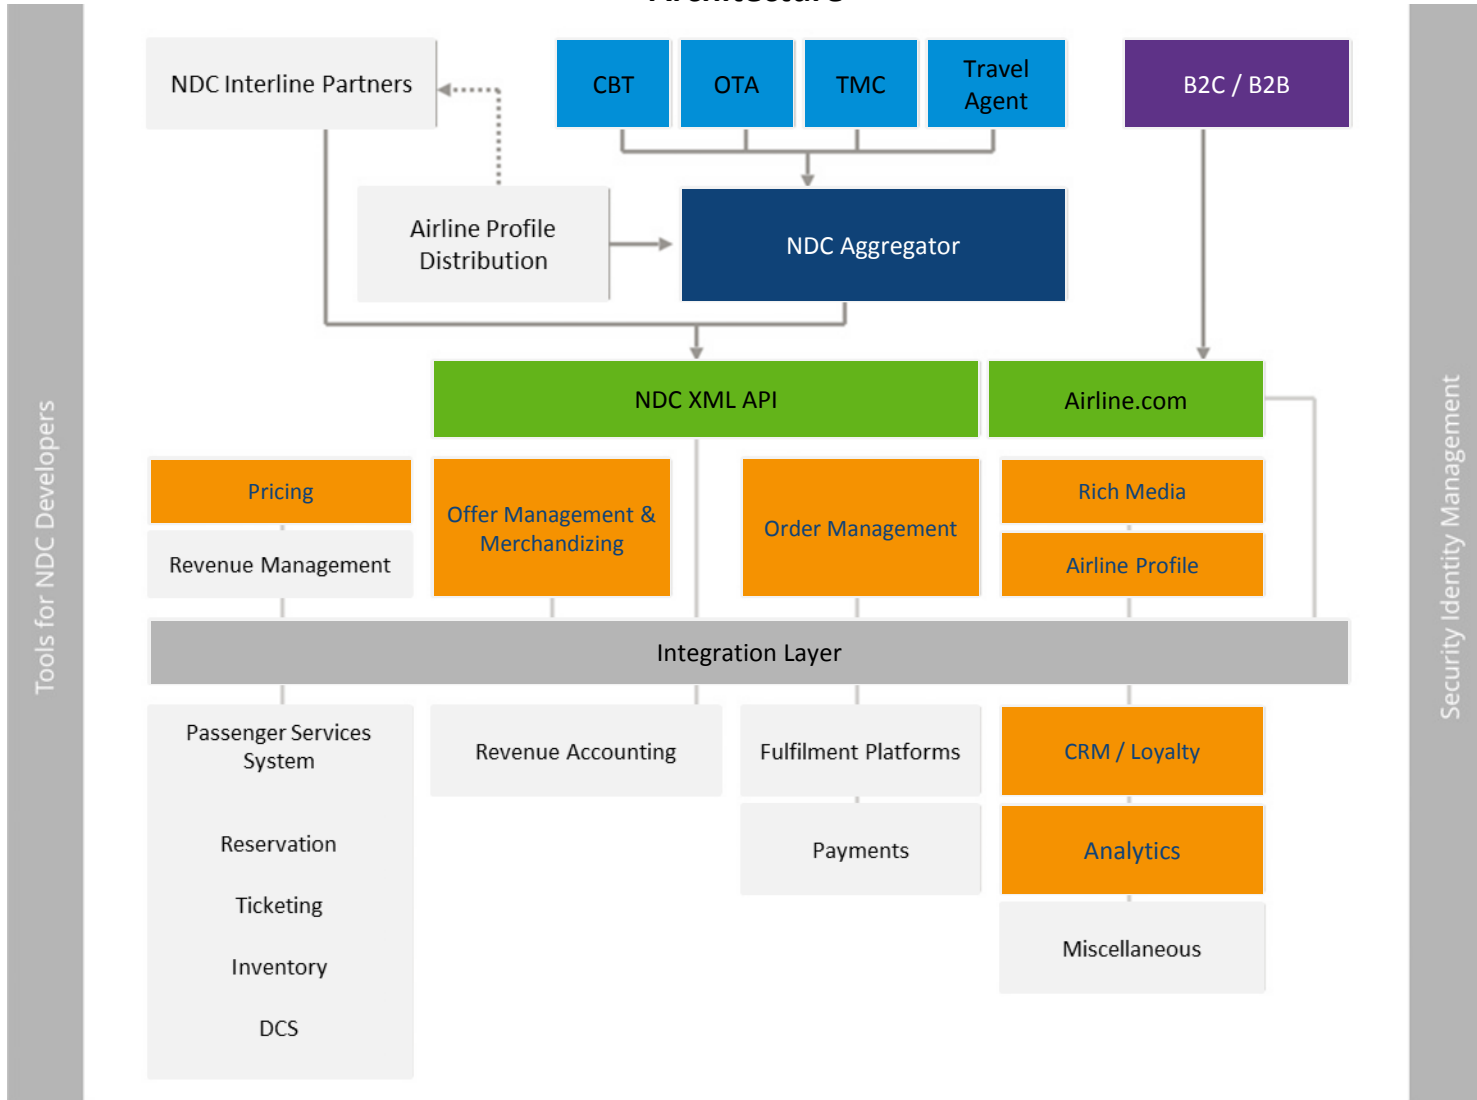 Architecture
NDC Interline Partners
CBT
OTA
TMC
Travel
Agent
B2C / B2B
Airline Profile
Distribution
NDC Aggregator
NDC XML API
Airline.com
Pricing
Revenue Management
Offer Management &
Merchandizing
Order Management
Rich Media
Airline Profile
Integration Layer
Passenger Services
System
Reservation
Ticketing
Inventory
DCS
Revenue Accounting
Fulfilment Platforms
Payments
CRM / Loyalty
Analytics
Miscellaneous
Tools for NDC Developers
Security Identity Management